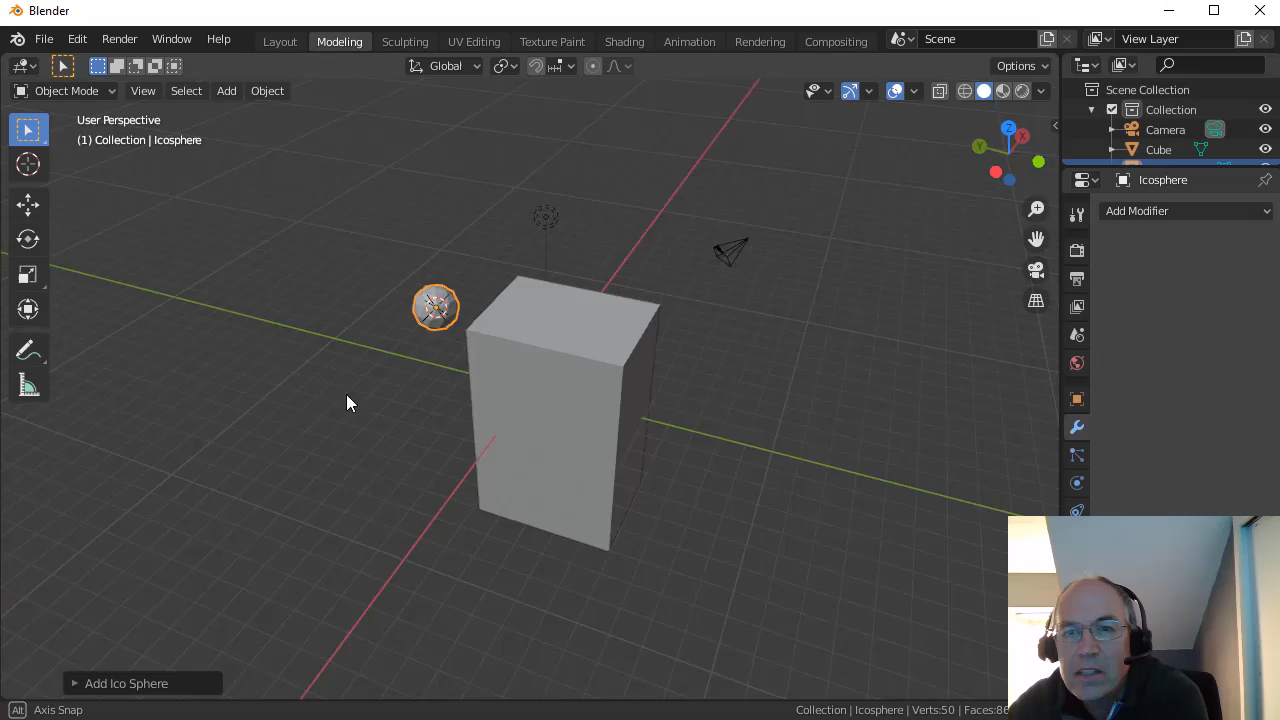 Blender
File Edit Render Window Help
Layout Modeling Sculpting UV Editing Texture Paint Shading Animation Rendering Compositing
Scene
View Layer
Global
Options
Object Mode View Select Add Object
User Perspective
(1) Collection | Icosphere
Z
X
Y
Scene Collection
Collection
Camera
Cube
Icosphere
Add Modifier
Add Ico Sphere
Alt Axis Snap
Collection | Icosphere | Verts:50 | Faces:86